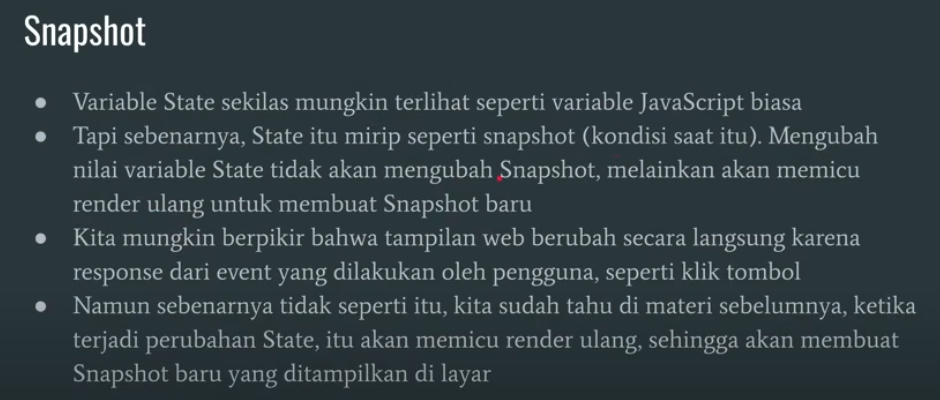 Snapshot
● Variable State sekilas mungkin terlihat seperti variable JavaScript biasa
● Tapi sebenarnya, State itu mirip seperti snapshot (kondisi saat itu). Mengubah
nilai variable State tidak akan mengubah Snapshot, melainkan akan memicu
render ulang untuk membuat Snapshot baru
● Kita mungkin berpikir bahwa tampilan web berubah secara langsung karena
response dari event yang dilakukan oleh pengguna, seperti klik tombol
● Namun sebenarnya tidak seperti itu, kita sudah tahu di materi sebelumnya, ketika
terjadi perubahan State, itu akan memicu render ulang, sehingga akan membuat
Snapshot baru yang ditampilkan di layar